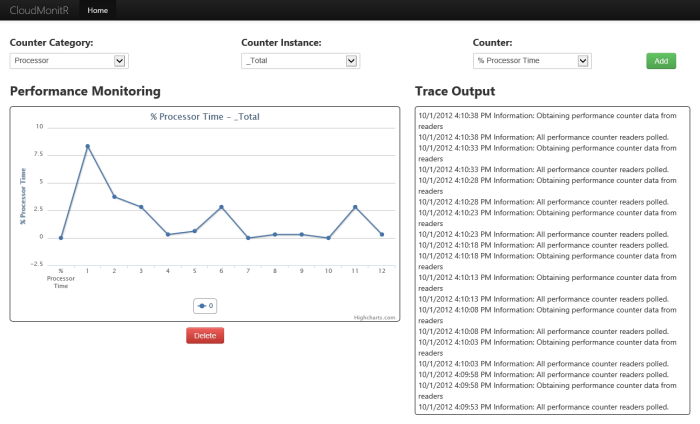 CloudMonitR Home
Counter Category: Counter Instance: Counter:
Processor _Total % Processor Time Add
Performance Monitoring
% Processor Time - _Total
10
7.5
5
2.5
0
-2.5
% Processor Time
% Processor Time 1 2 3 4 5 6 7 8 9 10 11 12
0
Highcharts.com
Delete
Trace Output
10/1/2012 4:10:38 PM Information: Obtaining performance counter data from
readers
10/1/2012 4:10:38 PM Information: All performance counter readers polled.
10/1/2012 4:10:33 PM Information: Obtaining performance counter data from
readers
10/1/2012 4:10:33 PM Information: All performance counter readers polled.
10/1/2012 4:10:28 PM Information: Obtaining performance counter data from
readers
10/1/2012 4:10:28 PM Information: All performance counter readers polled.
10/1/2012 4:10:23 PM Information: Obtaining performance counter data from
readers
10/1/2012 4:10:23 PM Information: All performance counter readers polled.
10/1/2012 4:10:18 PM Information: All performance counter readers polled.
10/1/2012 4:10:18 PM Information: Obtaining performance counter data from
readers
10/1/2012 4:10:13 PM Information: Obtaining performance counter data from
readers
10/1/2012 4:10:13 PM Information: All performance counter readers polled.
10/1/2012 4:10:08 PM Information: Obtaining performance counter data from
readers
10/1/2012 4:10:08 PM Information: All performance counter readers polled.
10/1/2012 4:10:03 PM Information: Obtaining performance counter data from
readers
10/1/2012 4:10:03 PM Information: All performance counter readers polled.
10/1/2012 4:09:58 PM Information: All performance counter readers polled.
10/1/2012 4:09:58 PM Information: Obtaining performance counter data from
readers
10/1/2012 4:09:53 PM Information: All performance counter readers polled.